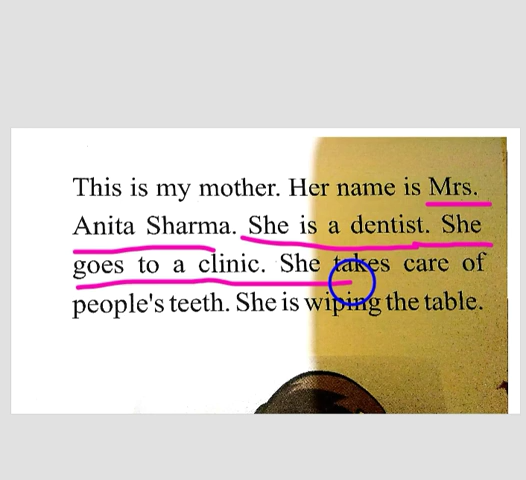 This is my mother. Her name is Mrs.
Anita Sharma. She is a dentist. She
goes to a clinic. She takes care of
people's teeth. She is wiping the table.